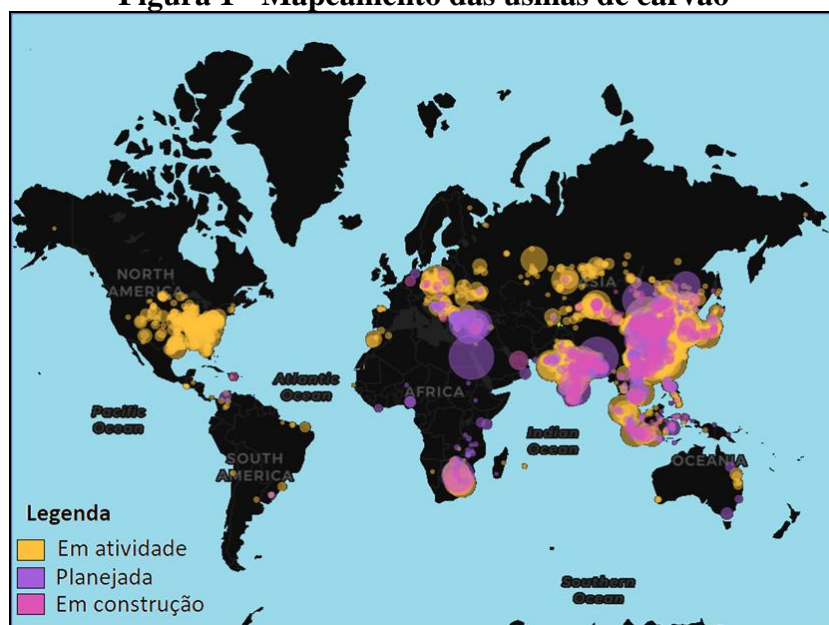 Figura 1 - Mapeamento das usinas de carvão
NORTH
AMERICA
ASIA
Atlantic
Ocean
AFRICA
Pacific
Ocean
Indian
Ocean
SOUTH
AMERICA
OCEANIA
Legenda
Em atividade
Planejada
Em construção
Southern
Ocean